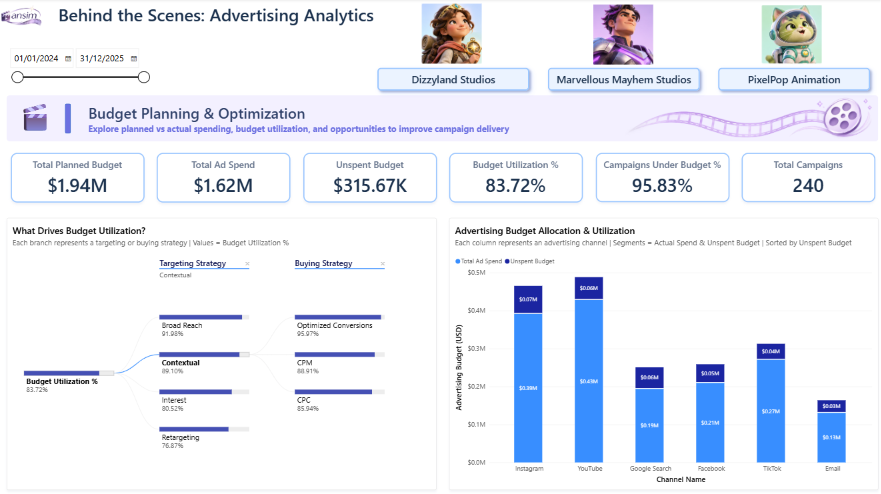 ansim
Behind the Scenes: Advertising Analytics
01/01/2024 31/12/2025
Dizzyland Studios
Marvellous Mayhem Studios
PixelPop Animation
Budget Planning & Optimization
Explore planned vs actual spending, budget utilization, and opportunities to improve campaign delivery
Total Planned Budget
$1.94M
Total Ad Spend
$1.62M
Unspent Budget
$315.67K
Budget Utilization %
83.72%
Campaigns Under Budget %
95.83%
Total Campaigns
240
What Drives Budget Utilization?
Each branch represents a targeting or buying strategy | Values = Budget Utilization %
Targeting Strategy ×
Contextual
Buying Strategy ×
Budget Utilization %
83.72%
Broad Reach
91.98%
Contextual
89.10%
Interest
80.52%
Retargeting
76.87%
Optimized Conversions
95.97%
CPM
88.91%
CPC
85.94%
Advertising Budget Allocation & Utilization
Each column represents an advertising channel | Segments = Actual Spend & Unspent Budget | Sorted by Unspent Budget
Total Ad Spend Unspent Budget
Advertising Budget (USD)
$0.5M
$0.4M
$0.3M
$0.2M
$0.1M
$0.0M
$0.07M
$0.39M
$0.06M
$0.43M
$0.06M
$0.19M
$0.05M
$0.21M
$0.04M
$0.27M
$0.03M
$0.13M
Instagram YouTube Google Search Facebook TikTok Email
Channel Name